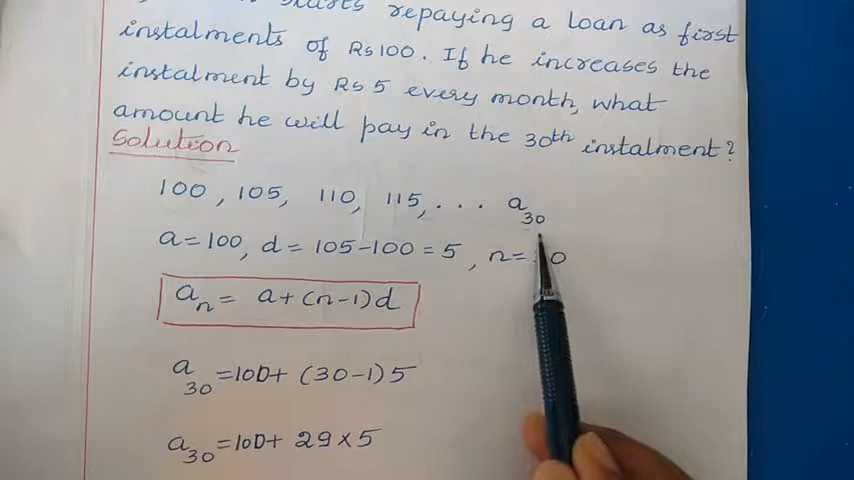 repaying a loan as first
instalments of Rs 100. If he increases the
instalment by Rs 5 every month, what
amount he will pay in the 30th instalment?
Solution
100, 105, 110, 115, . . . a30
a=100, d= 105-100=5, n=
an= a+(n-1)d
a30=100+ (30-1)5
a30=100+ 29×5